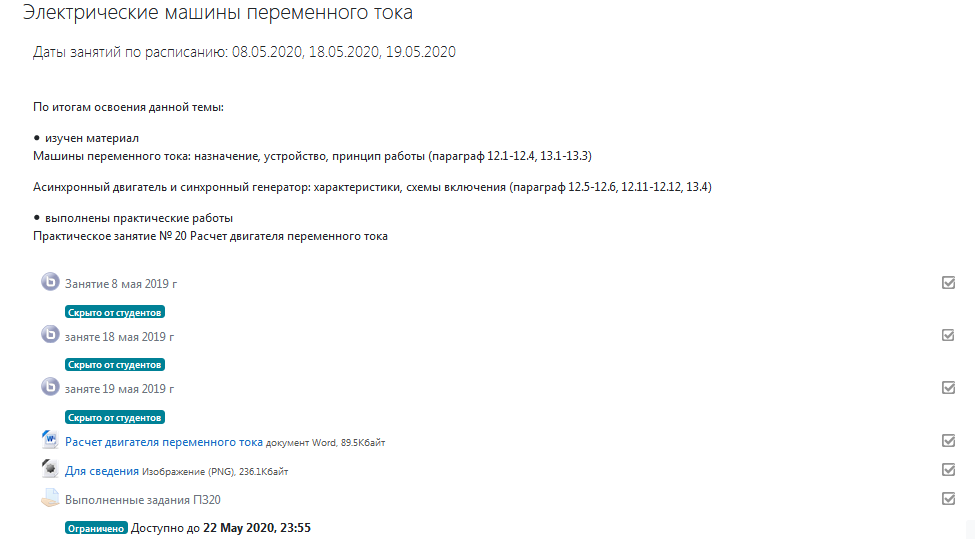 Электрические машины переменного тока
Даты занятий по расписанию: 08.05.2020, 18.05.2020, 19.05.2020
По итогам освоения данной темы:
● изучен материал
Машины переменного тока: назначение, устройство, принцип работы (параграф 12.1-12.4, 13.1-13.3)
Асинхронный двигатель и синхронный генератор: характеристики, схемы включения (параграф 12.5-12.6, 12.11-12.12, 13.4)
● выполнены практические работы
Практическое занятие № 20 Расчет двигателя переменного тока
Занятие 8 мая 2019 г
Скрыто от студентов
заняте 18 мая 2019 г
Скрыто от студентов
заняте 19 мая 2019 г
Скрыто от студентов
Расчет двигателя переменного тока документ Word, 89.5Кбайт
Для сведения Изображение (PNG), 236.1Кбайт
Выполненные задания ПЗ20
Ограничено Доступно до 22 May 2020, 23:55